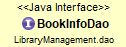 <<Java Interface>>
BookInfoDao
LibraryManagement.dao